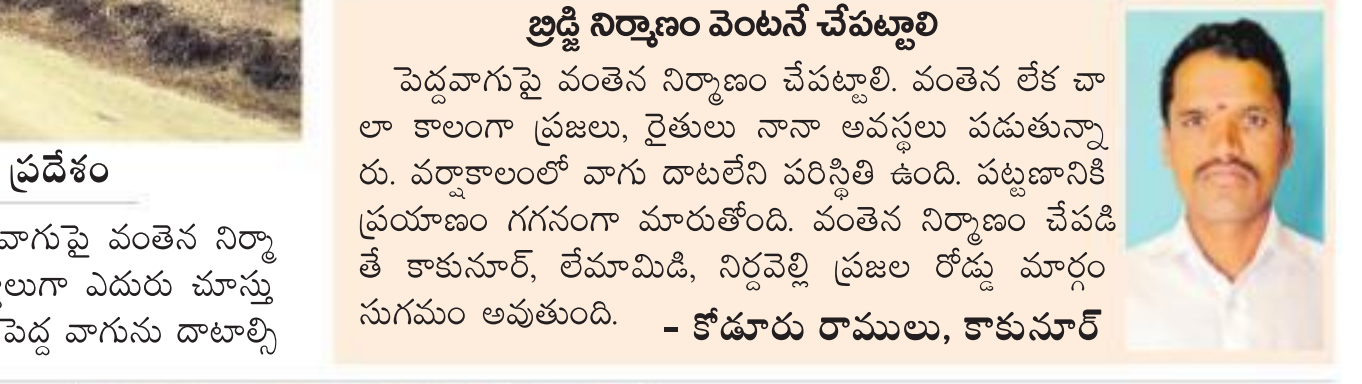 ప్రదేశం
వాగుపై వంతెన నిర్మా
లుగా ఎదురు చూస్తు
పెద్ద వాగును దాటాల్సి
బ్రిడ్జి నిర్మాణం వెంటనే చేపట్టాలి
పెద్దవాగుపై వంతెన నిర్మాణం చేపట్టాలి. వంతెన లేక చా
లా కాలంగా ప్రజలు, రైతులు నానా అవస్థలు పడుతున్నా
రు. వర్షాకాలంలో వాగు దాటలేని పరిస్థితి ఉంది. పట్టణానికి
ప్రయాణం గగనంగా మారుతోంది. వంతెన నిర్మాణం చేపడి
తే కాకునూర్, లేమామిడి, నిర్దవెల్లి ప్రజల రోడ్డు మార్గం
సుగమం అవుతుంది.
- కోడూరు రాములు, కాకునూర్